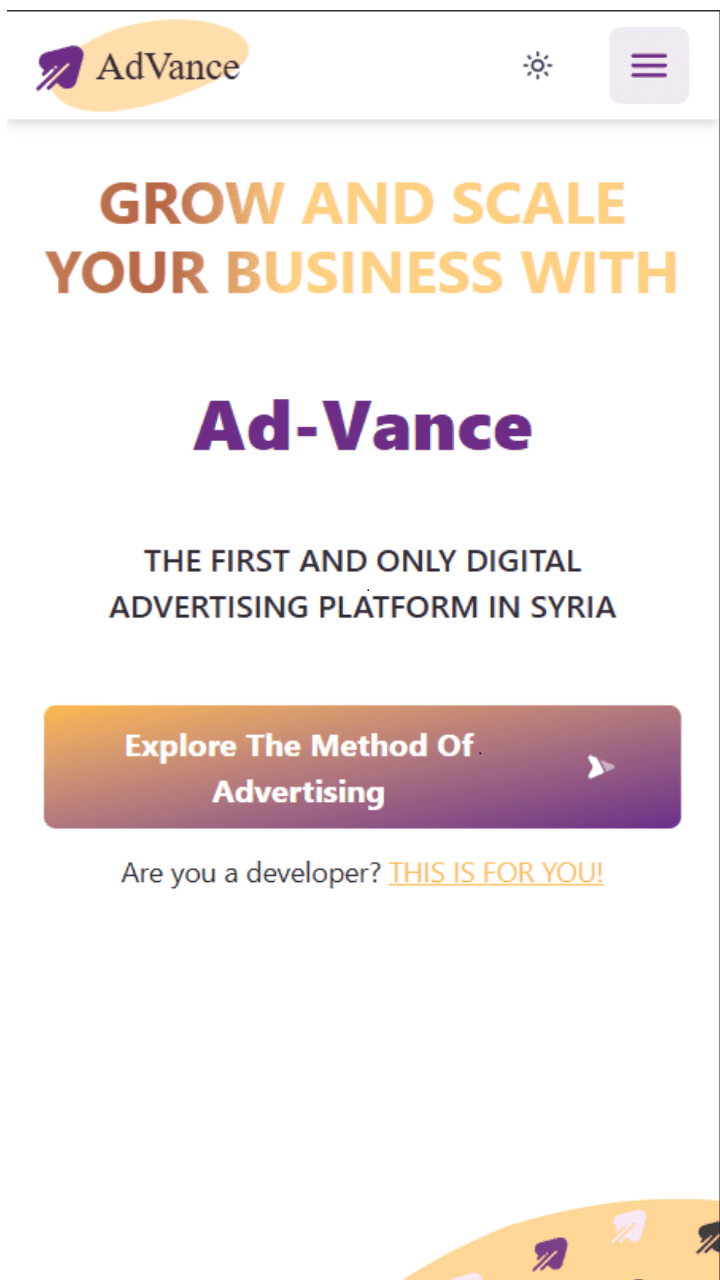 AdVance
GROW AND SCALE
YOUR BUSINESS WITH
Ad-Vance
THE FIRST AND ONLY DIGITAL
ADVERTISING PLATFORM IN SYRIA
Explore The Method Of
Advertising
Are you a developer? THIS IS FOR YOU!